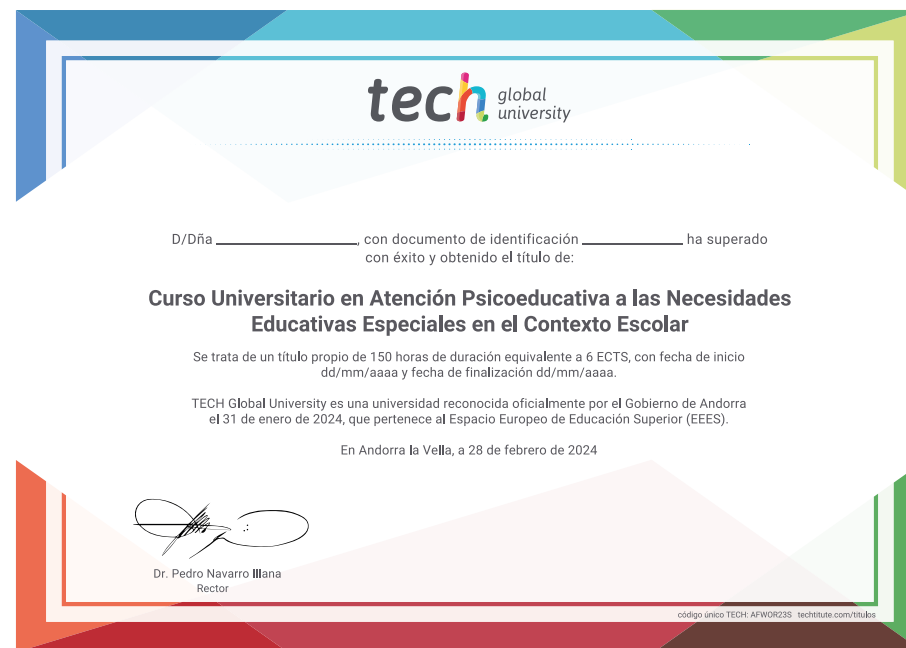 tech global
university
D/Dña ____________, con documento de identificación ____________ ha superado
con éxito y obtenido el título de:
Curso Universitario en Atención Psicoeducativa a las Necesidades
Educativas Especiales en el Contexto Escolar
Se trata de un título propio de 150 horas de duración equivalente a 6 ECTS, con fecha de inicio
dd/mm/aaaa y fecha de finalización dd/mm/aaaa.
TECH Global University es una universidad reconocida oficialmente por el Gobierno de Andorra
el 31 de enero de 2024, que pertenece al Espacio Europeo de Educación Superior (EEES).
En Andorra la Vella, a 28 de febrero de 2024
Dr. Pedro Navarro Illana
Rector
código único TECH: AFWOR23S techtitute.com/titulos